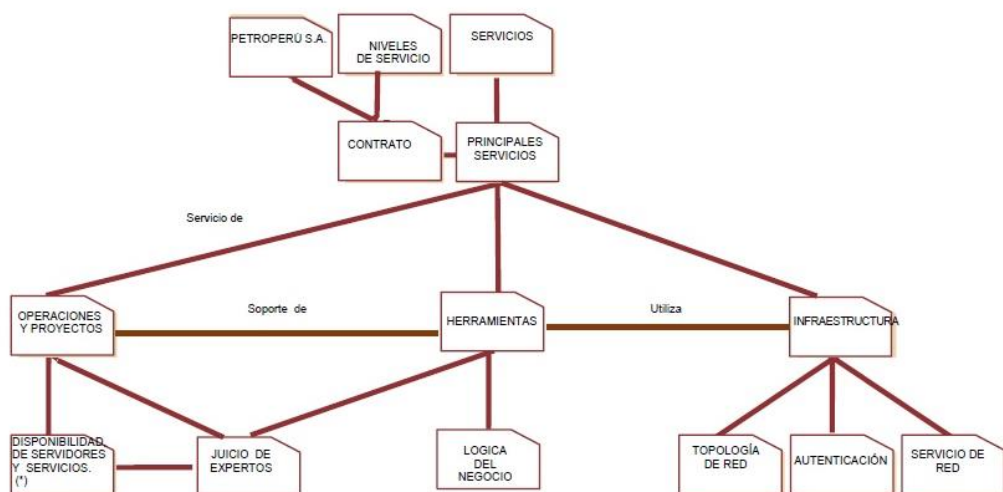 PETROPERÚ S.A.
NIVELES
DE SERVICIO
SERVICIOS
CONTRATO
PRINCIPALES
SERVICIOS
Servicio de
OPERACIONES
Y PROYECTOS
Soporte de
HERRAMIENTAS
Utiliza
INFRAESTRUCTURA
DISPONIBILIDAD
DE SERVIDORES
Y SERVICIOS.
(*)
JUICIO DE
EXPERTOS
LOGICA
DEL
NEGOCIO
TOPOLOGÍA
DE RED
AUTENTICACIÓN
SERVICIO DE
RED